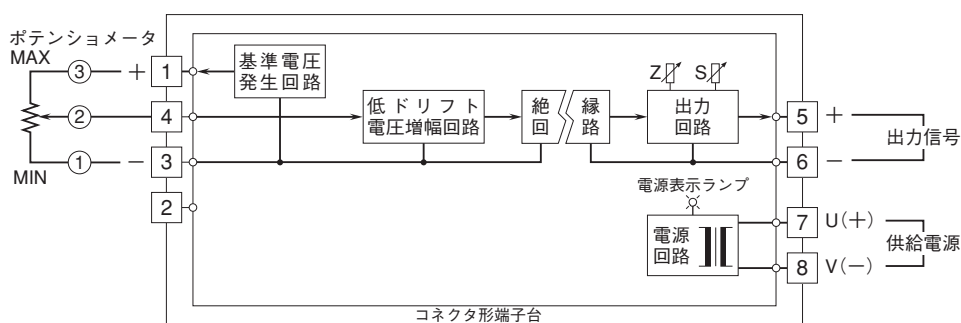 ポテンショメータ
MAX
③
+
1
基準電圧
発生回路
②
4
低ドリフト
電圧増幅回路
絶 縁
回 路
Z
S
出力
回路
5
+
出力信号
①
−
3
6
−
MIN
2
電源表示ランプ
電源
回路
7
U(+)
供給電源
8
V(−)
コネクタ形端子台